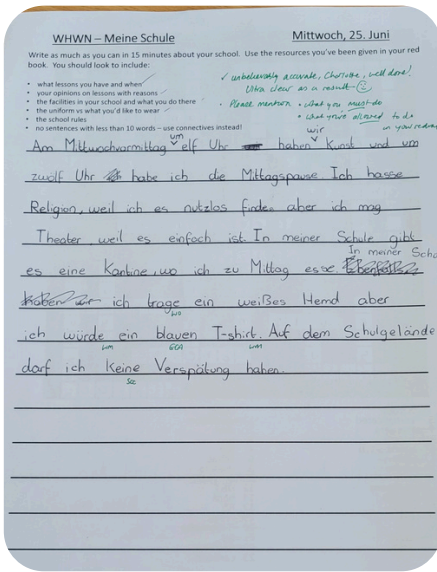 WHWN – Meine Schule Mittwoch, 25. Juni
Write as much as you can in 15 minutes about your school. Use the resources you've been given in your red
book. You should look to include:
• what lessons you have and when
• your opinions on lessons with reasons
• the facilities in your school and what you do there
• the uniform vs what you'd like to wear
• the school rules
• no sentences with less than 10 words – use connectives instead!
✓ unbelievably accurate, Charlotte, well done!
Ultra clear as a result
• Please mention • what you must do
• what you're allowed to do
in your redraft
um wir
Am Mittwochvormittag elf Uhr haben Kunst und um
zwölf Uhr habe ich die Mittagspause. Ich hasse
Religion, weil ich es nutzlos finde. aber ich mag
Theater, weil es einfach ist. In meiner Schule gibt
In meiner
es eine Kantine, wo ich zu Mittag esse.
ich trage ein weißes Hemd aber
wo
ich würde ein blauen T-shirt. Auf dem Schulgelände
wm
darf ich keine Verspätung haben.